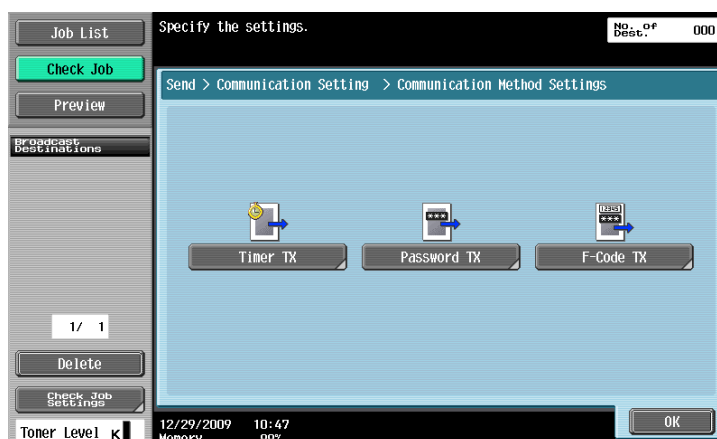 Job List
Check Job
Preview
Broadcast
Destinations
1/ 1
Delete
Check Job
Settings
Toner Level K
Specify the settings.
No. of
Dest.
000
Send > Communication Setting > Communication Method Settings
Timer TX
Password TX
F-Code TX
12/29/2009 10:47
Memory
OK